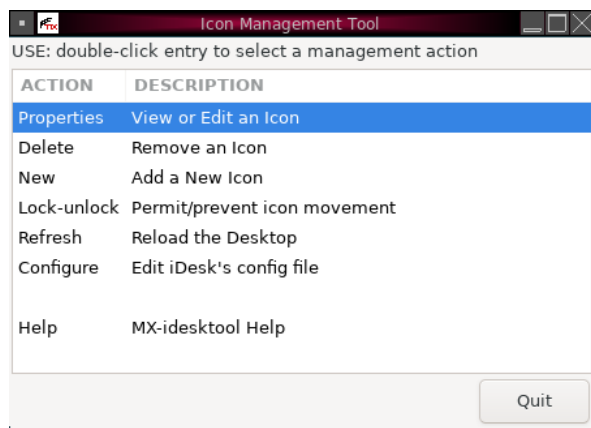 Icon Management Tool
USE: double-click entry to select a management action
ACTION DESCRIPTION
Properties View or Edit an Icon
Delete Remove an Icon
New Add a New Icon
Lock-unlock Permit/prevent icon movement
Refresh Reload the Desktop
Configure Edit iDesk's config file
Help MX-idesktool Help
Quit